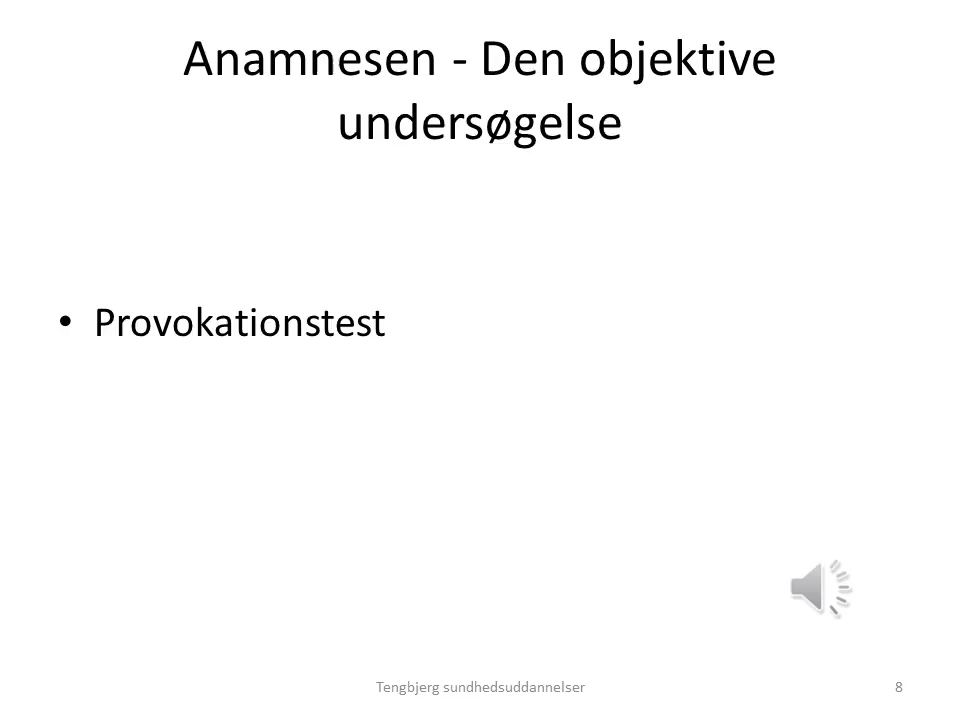 Anamnesen - Den objektive
undersøgelse
• Provokationstest
Tengbjerg sundhedsuddannelser
8